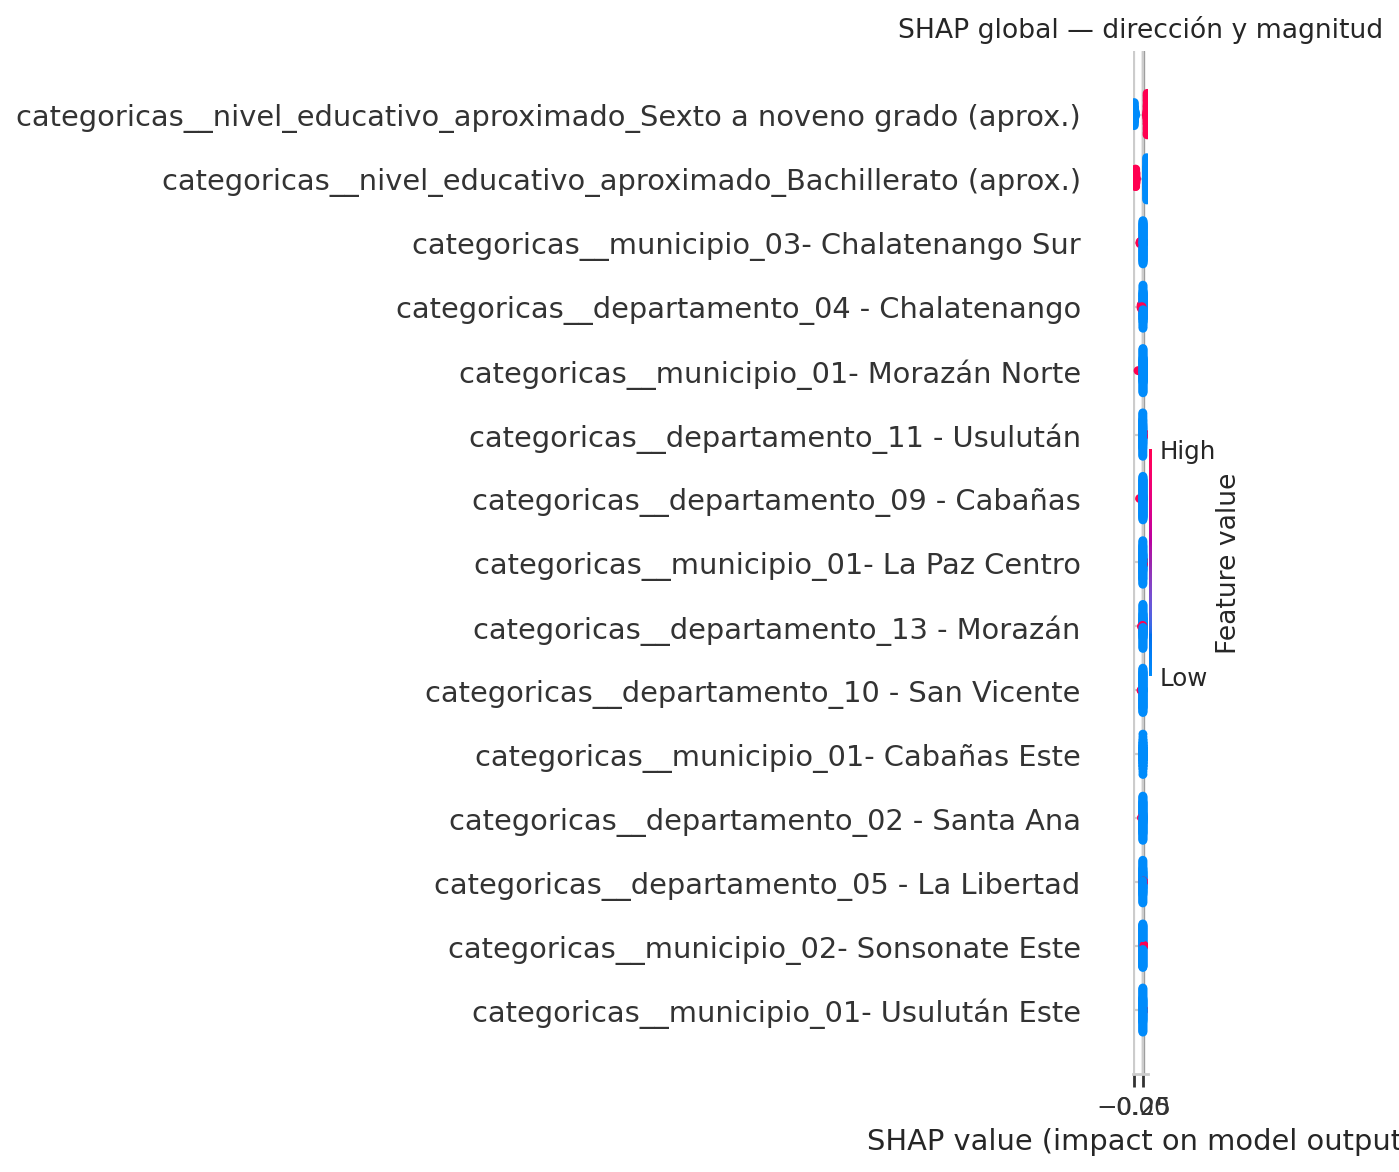 SHAP global — dirección y magnitud
categoricas__nivel_educativo_aproximado_Sexto a noveno grado (aprox.)
categoricas__nivel_educativo_aproximado_Bachillerato (aprox.)
categoricas__municipio_03- Chalatenango Sur
categoricas__departamento_04 - Chalatenango
categoricas__municipio_01- Morazán Norte
categoricas__departamento_11 - Usulután
High
categoricas__departamento_09 - Cabañas
categoricas__municipio_01- La Paz Centro
Feature value
categoricas__departamento_13 - Morazán
Low
categoricas__departamento_10 - San Vicente
categoricas__municipio_01- Cabañas Este
categoricas__departamento_02 - Santa Ana
categoricas__departamento_05 - La Libertad
categoricas__municipio_02- Sonsonate Este
categoricas__municipio_01- Usulután Este
SHAP value (impact on model output